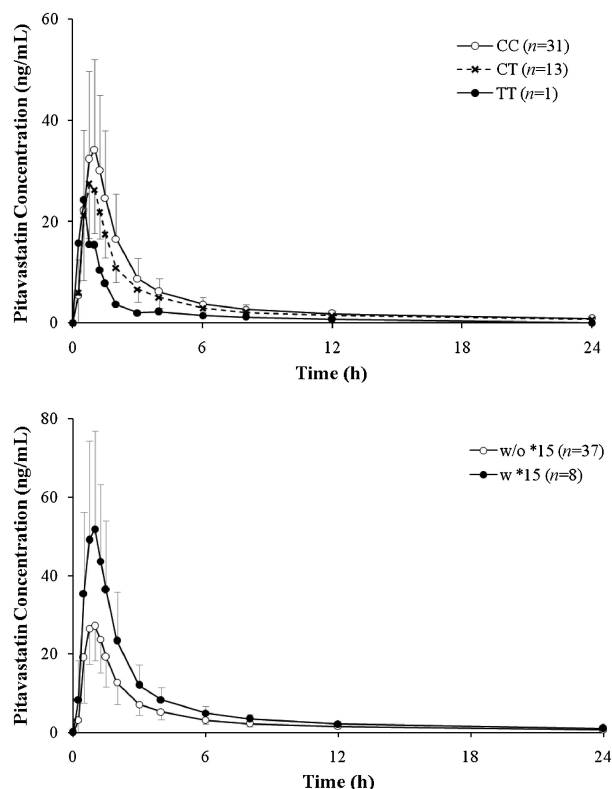 Pitavastatin Concentration (ng/mL)
60
40
20
0
CC (n=31)
CT (n=13)
TT (n=1)
0 6 12 18 24
Time (h)
Pitavastatin Concentration (ng/mL)
80
60
40
20
0
w/o *15 (n=37)
w *15 (n=8)
0 6 12 18 24
Time (h)